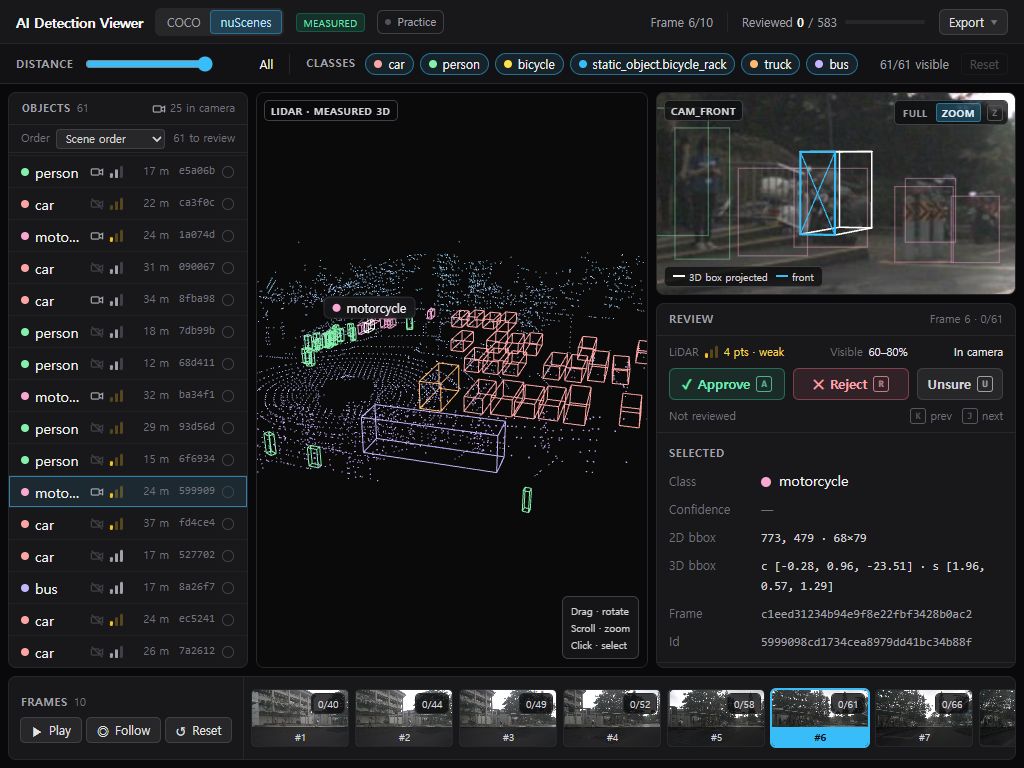 AI Detection Viewer COCO nuScenes MEASURED Practice Frame 6/10 Reviewed 0 / 583 Export
DISTANCE All CLASSES car person bicycle static_object.bicycle_rack truck bus 61/61 visible Reset
OBJECTS 61 25 in camera
Order Scene order 61 to review
person 17 m e5a06b
car 22 m ca3f0c
moto... 24 m 1a074d
car 31 m 090067
car 34 m 8fba98
person 18 m 7db99b
person 12 m 68d411
moto... 32 m ba34f1
person 29 m 93d56d
person 15 m 6f6934
moto... 24 m 599909
car 37 m fd4ce4
car 17 m 527702
bus 17 m 8a26f7
car 24 m ec5241
car 26 m 7a2612
LIDAR · MEASURED 3D
motorcycle
Drag · rotate
Scroll · zoom
Click · select
CAM_FRONT FULL ZOOM Z
3D box projected front
REVIEW Frame 6 · 0/61
LiDAR 4 pts · weak Visible 60–80% In camera
Approve A Reject R Unsure U
Not reviewed K prev J next
SELECTED
Class motorcycle
Confidence —
2D bbox 773, 479 · 68×79
3D bbox c [-0.28, 0.96, -23.51] · s [1.96,
0.57, 1.29]
Frame c1eed31234b94e9f8e22fbf3428b0ac2
Id 5999098cd1734cea8979dd41bc34b88f
FRAMES 10
Play Follow Reset
0/40 0/44 0/49 0/52 0/58 0/61 0/66
#1 #2 #3 #4 #5 #6 #7